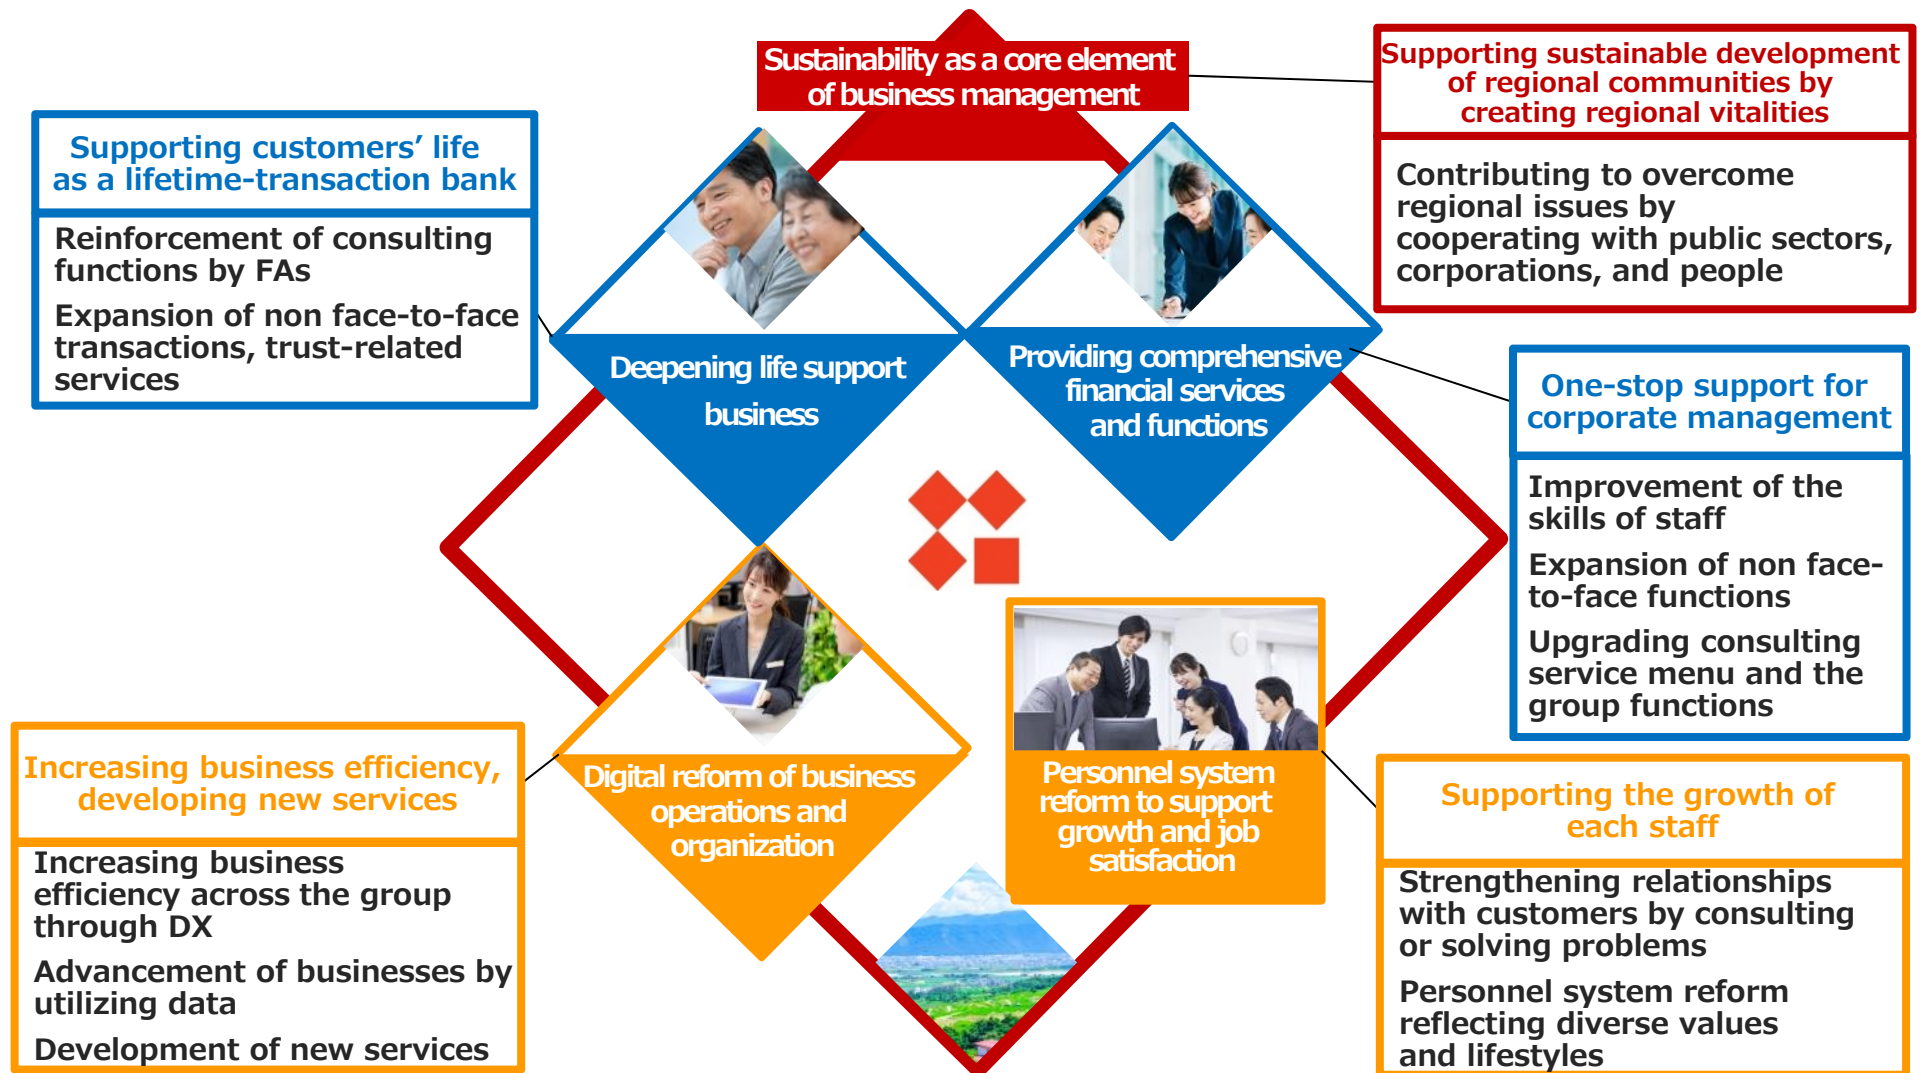 Sustainability as a core element
of business management
Supporting sustainable development
of regional communities by
creating regional vitalities
Contributing to overcome
regional issues by
cooperating with public sectors,
corporations, and people
Supporting customers’ life
as a lifetime-transaction bank
Reinforcement of consulting
functions by FAs
Expansion of non face-to-face
transactions, trust-related
services
Deepening life support
business
Providing comprehensive
financial services
and functions
One-stop support for
corporate management
Improvement of the
skills of staff
Expansion of non face-
to-face functions
Upgrading consulting
service menu and the
group functions
Increasing business efficiency,
developing new services
Increasing business
efficiency across the group
through DX
Advancement of businesses by
utilizing data
Development of new services
Digital reform of business
operations and
organization
Personnel system
reform to support
growth and job
satisfaction
Supporting the growth of
each staff
Strengthening relationships
with customers by consulting
or solving problems
Personnel system reform
reflecting diverse values
and lifestyles